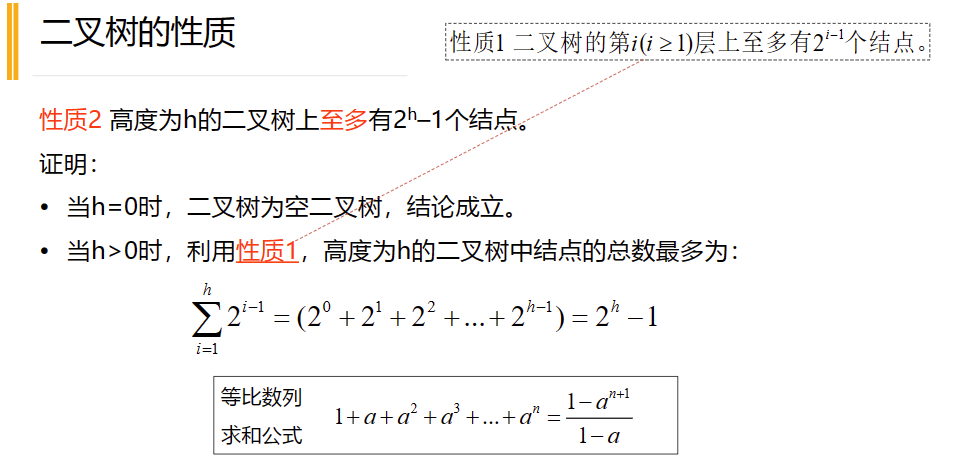 二叉树的性质
性质1 二叉树的第i(i ≥1)层上至多有2^{i−1}个结点。
性质2 高度为h的二叉树上至多有2^h–1个结点。
证明：
• 当h=0时，二叉树为空二叉树，结论成立。
• 当h>0时，利用性质1，高度为h的二叉树中结点的总数最多为：
\sum_{i=1}^{h} 2^{i−1} = (2^0 + 2^1 + 2^2 + ... + 2^{h−1}) = 2^h − 1
等比数列
求和公式
1+a+a^2+a^3+...+a^n = \frac{1−a^{n+1}}{1−a}